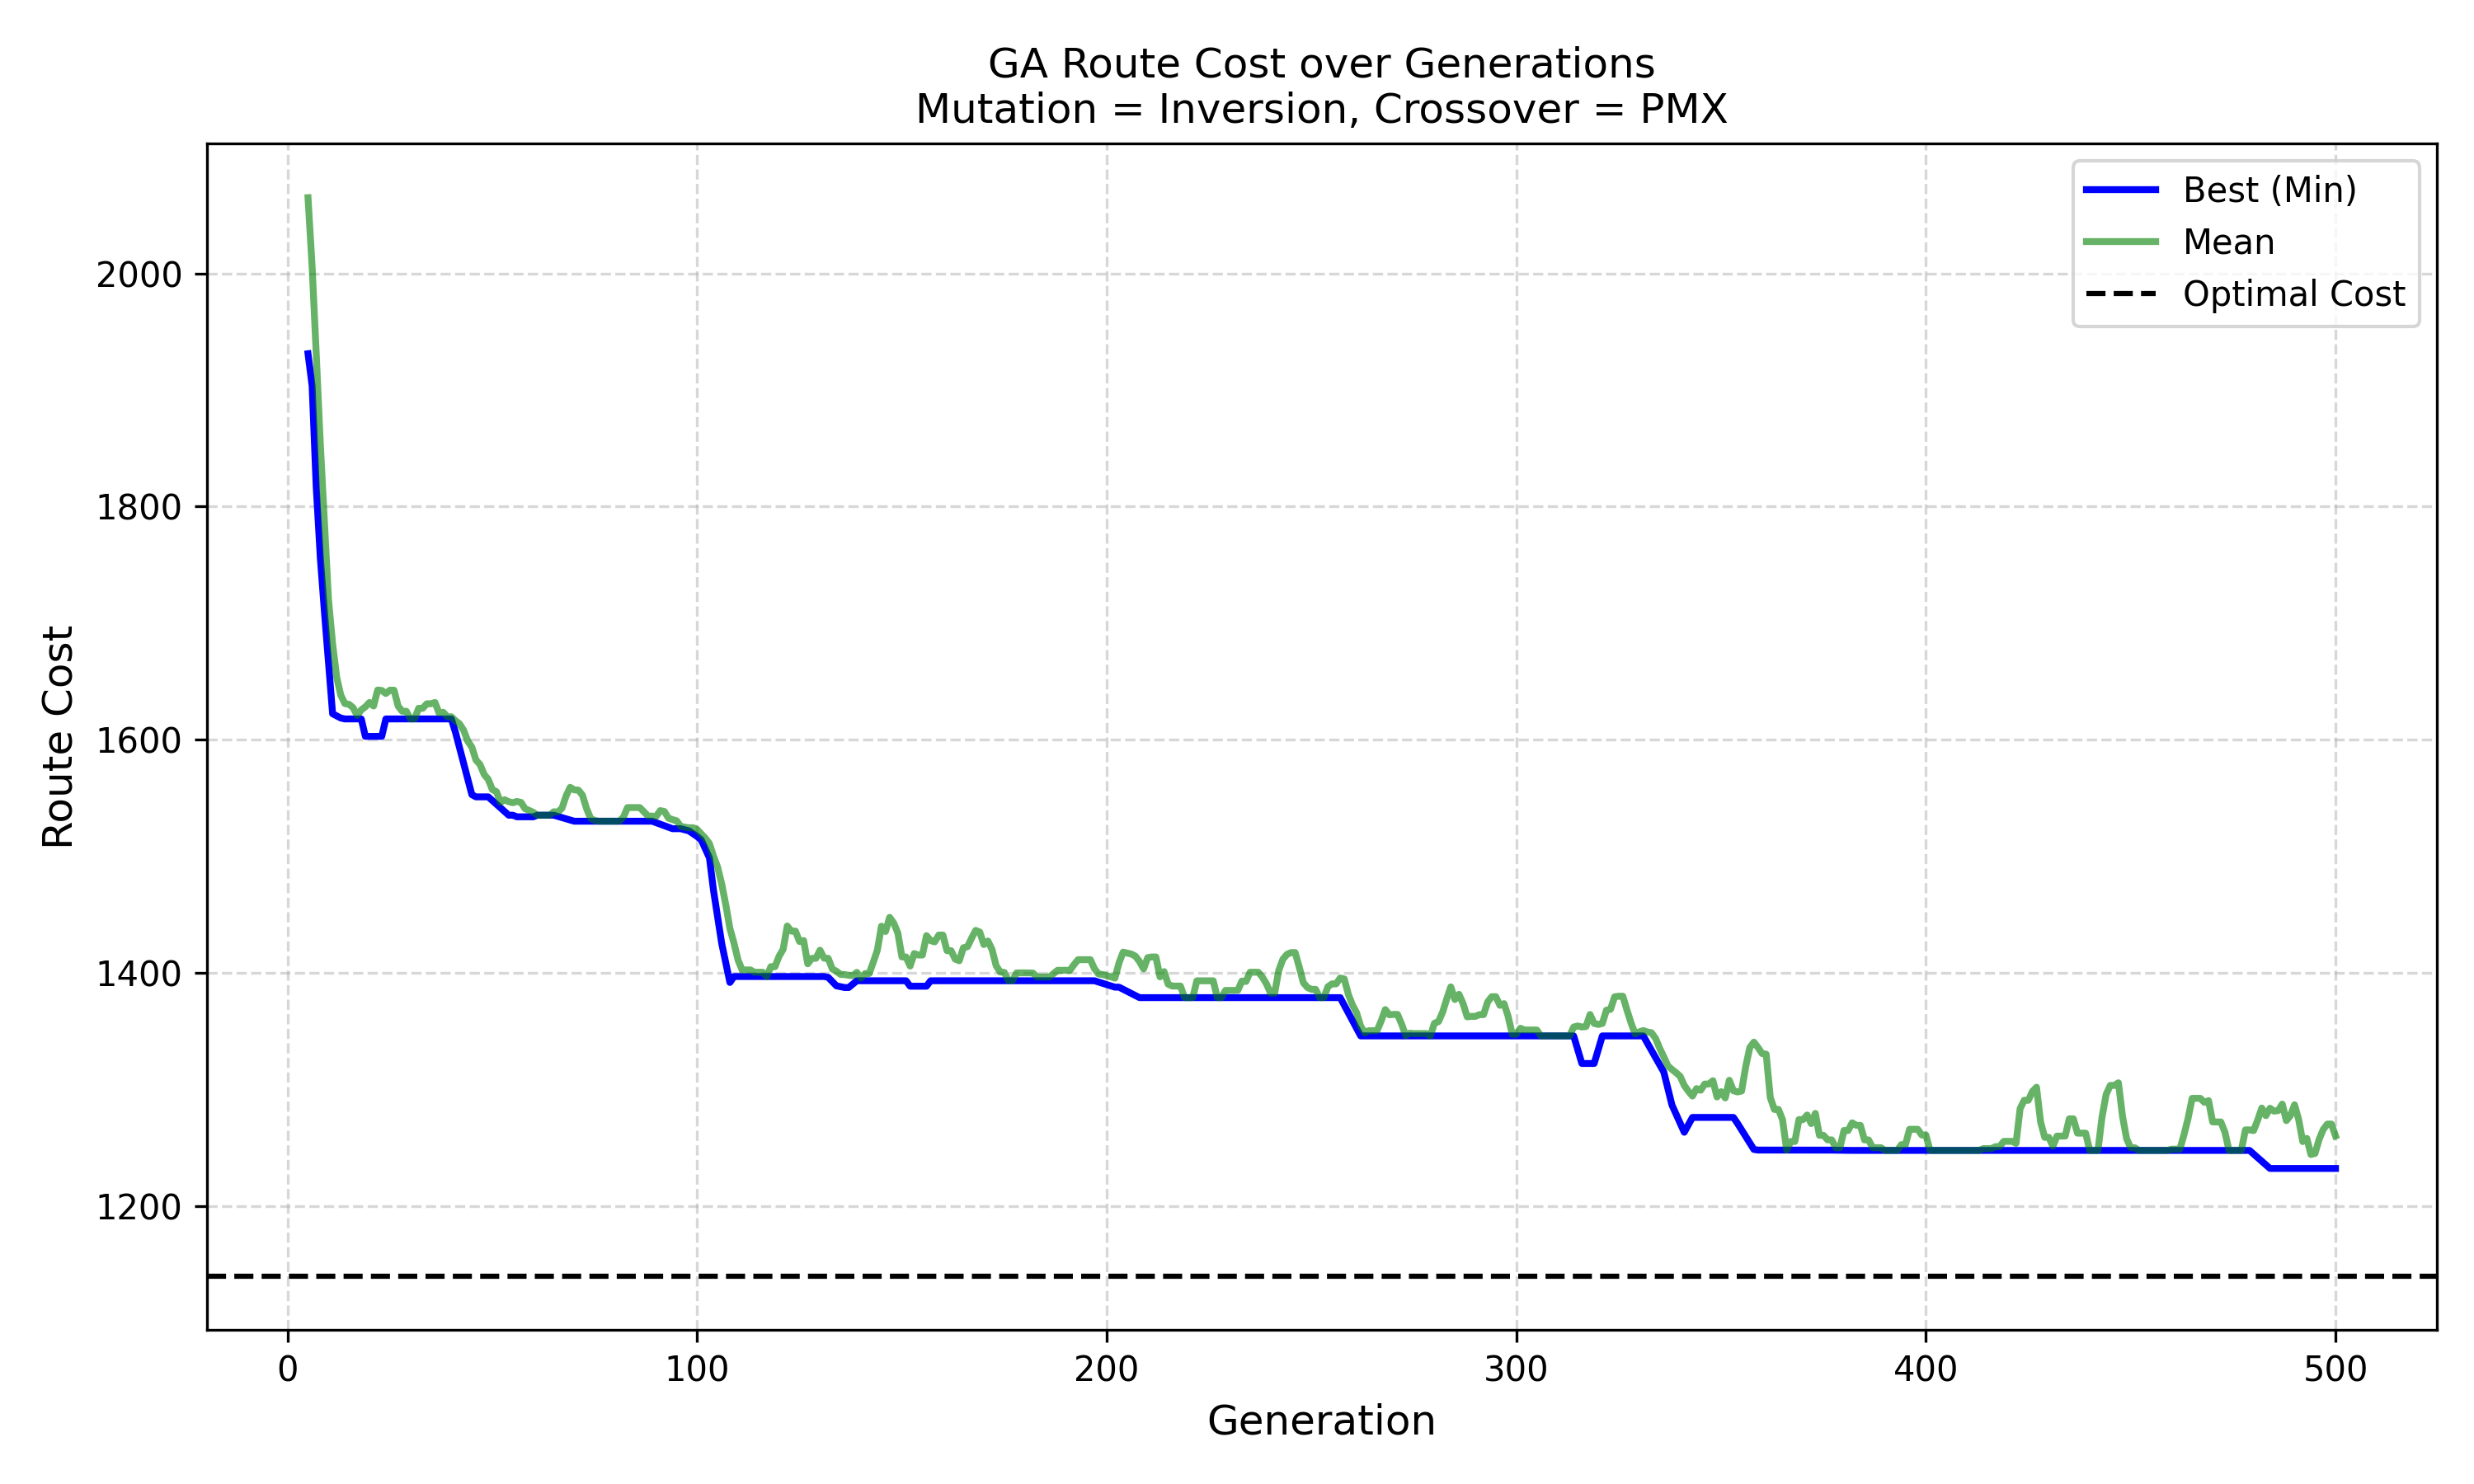 GA Route Cost over Generations
Mutation = Inversion, Crossover = PMX
Best (Min)
Mean
Optimal Cost
Route Cost
2000
1800
1600
1400
1200
0 100 200 300 400 500
Generation